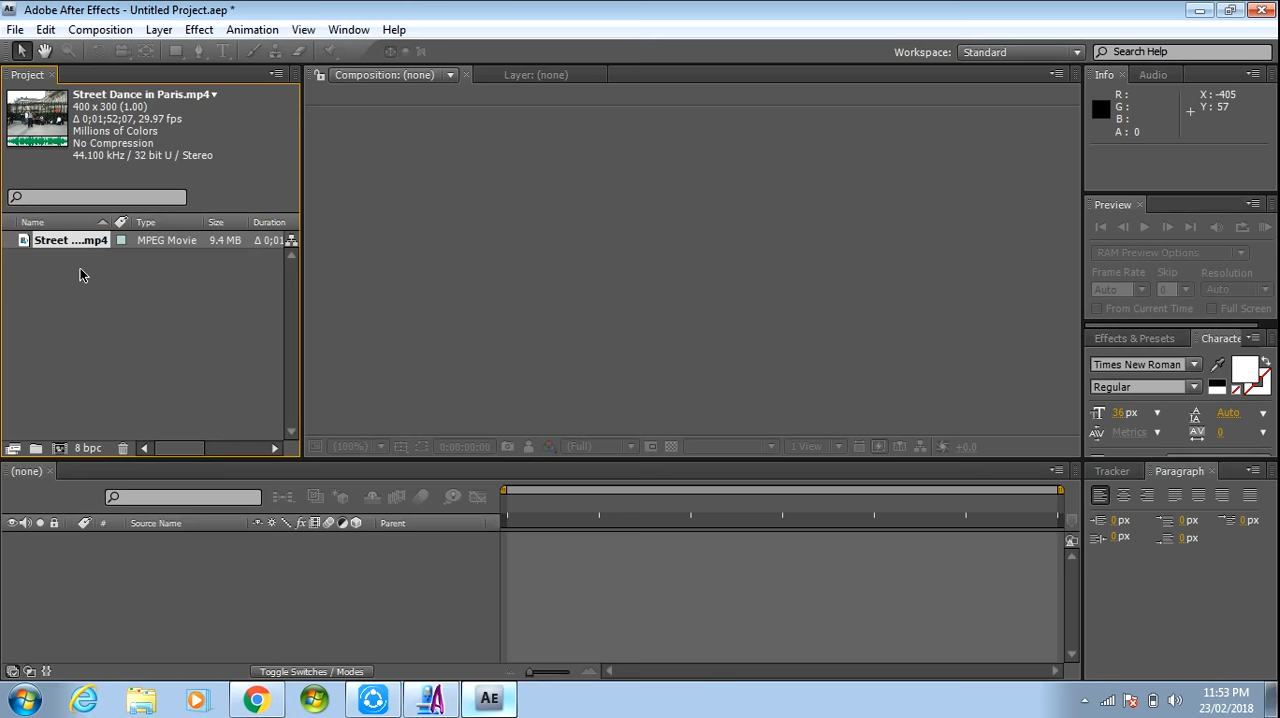 Adobe After Effects - Untitled Project.aep *
File Edit Composition Layer Effect Animation View Window Help
Workspace: Standard Search Help
Project
Composition: (none) Layer: (none)
Info Audio
Street Dance in Paris.mp4
400 x 300 (1.00)
Δ 0;01;52;07, 29.97 fps
Millions of Colors
No Compression
44.100 kHz / 32 bit U / Stereo
R: X: -405
G: Y: 57
B:
A: 0
Preview
Name Type Size Duration
Street ....mp4 MPEG Movie 9.4 MB Δ 0;01
RAM Preview Options
Frame Rate Skip Resolution
Auto 0 Auto
From Current Time Full Screen
Effects & Presets Characte
Times New Roman
Regular
36 px Auto
Metrics 0
8 bpc
(100%) 0:00:00:00 (Full) 1 View +0.0
(none)
Tracker Paragraph
# Source Name Parent
0 px 0 px 0 px
0 px 0 px
Toggle Switches / Modes
11:53 PM
23/02/2018